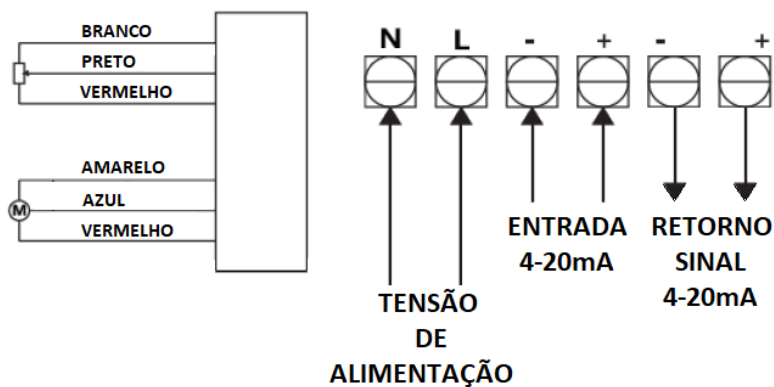 BRANCO
PRETO
VERMELHO
AMARELO
AZUL
M
VERMELHO
N L - + - +
ENTRADA
4-20mA
RETORNO
SINAL
4-20mA
TENSÃO
DE
ALIMENTAÇÃO